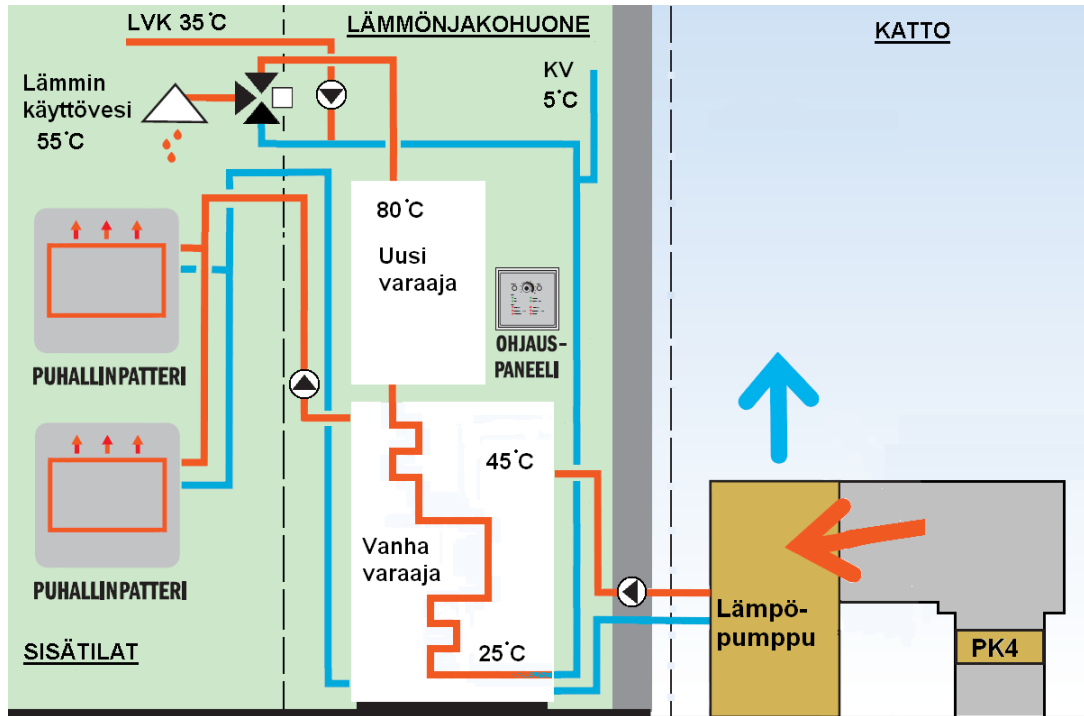 LVK 35°C
LÄMMÖNJAKOHUONE
KATTO
Lämmin
käyttövesi
55°C
KV
5°C
80°C
Uusi
varaaja
OHJAUS-
PANEELI
PUHALLINPATTERI
45°C
Vanha
varaaja
PUHALLINPATTERI
Lämpö-
pumppu
PK4
SISÄTILAT
25°C